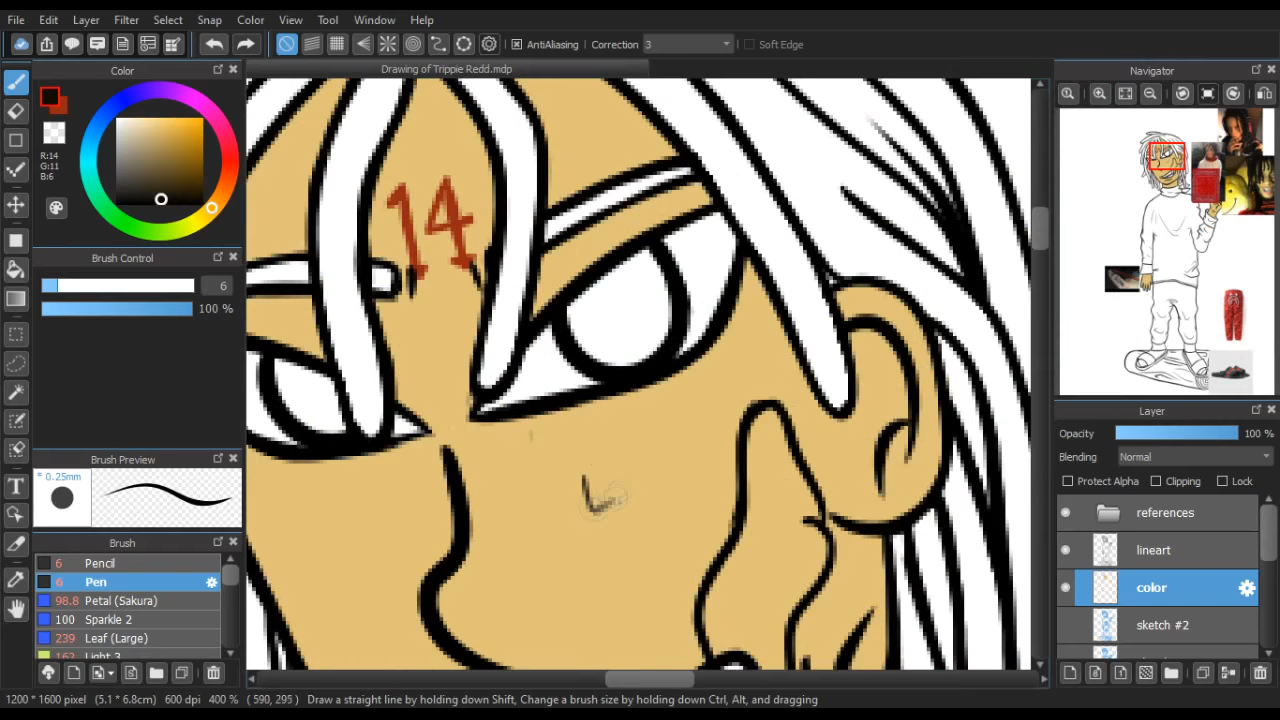 File Edit Layer Filter Select Snap Color View Tool Window Help
AntiAliasing Correction 3 Soft Edge
Color
Drawing of Trippie Redd.mdp
Navigator
R:14
G:11
B:6
14
Brush Control
6
100 %
Brush Preview
* 0.25mm
Brush
6 Pencil
6 Pen
98.8 Petal (Sakura)
100 Sparkle 2
239 Leaf (Large)
162 Light 3
Layer
Opacity 100 %
Blending Normal
Protect Alpha Clipping Lock
references
lineart
color
sketch #2
1200 * 1600 pixel (5.1 * 6.8cm) 600 dpi 400 % ( 590, 295 ) Draw a straight line by holding down Shift, Change a brush size by holding down Ctrl, Alt, and dragging